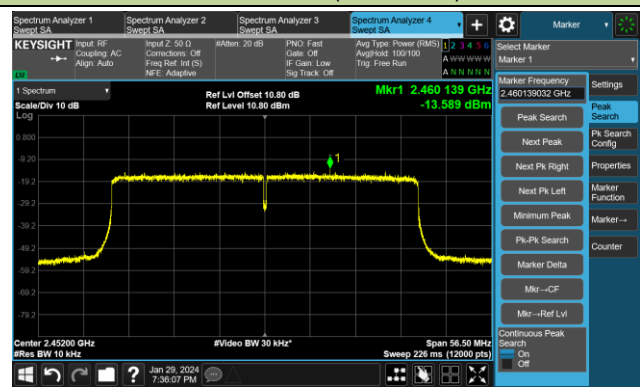 Spectrum Analyzer 1
Swept SA
Spectrum Analyzer 2
Swept SA
Spectrum Analyzer 3
Swept SA
Spectrum Analyzer 4
Swept SA
Marker
KEYSIGHT
Input: RF
Coupling: AC
Align: Auto
Input Z: 50 Ω
Corrections: Off
Freq Ref: Int (S)
NFE: Adaptive
#Atten: 20 dB
PNO: Fast
Gate: Off
IF Gain: Low
Sig Track: Off
Avg Type: Power (RMS)
Avg|Hold: 100/100
Trig: Free Run
1 2 3 4 5 6
A W W W W W
A N N N N N
LXI
Select Marker
Marker 1
1 Spectrum
Scale/Div 10 dB
Log
Ref Lvl Offset 10.80 dB
Ref Level 10.80 dBm
Mkr1 2.460 139 GHz
-13.589 dBm
0.800
-9.20
-19.2
-29.2
-39.2
-49.2
-59.2
-69.2
-79.2
1
Center 2.45200 GHz
#Res BW 10 kHz
#Video BW 30 kHz*
Span 56.50 MHz
Sweep 226 ms (12000 pts)
Marker Frequency
2.460139032 GHz
Peak Search
Next Peak
Next Pk Right
Next Pk Left
Minimum Peak
Pk-Pk Search
Marker Delta
Mkr→CF
Mkr→Ref Lvl
Continuous Peak
Search
On
Off
Settings
Peak
Search
Pk Search
Config
Properties
Marker
Function
Marker→
Counter
?
Jan 29, 2024
7:36:07 PM